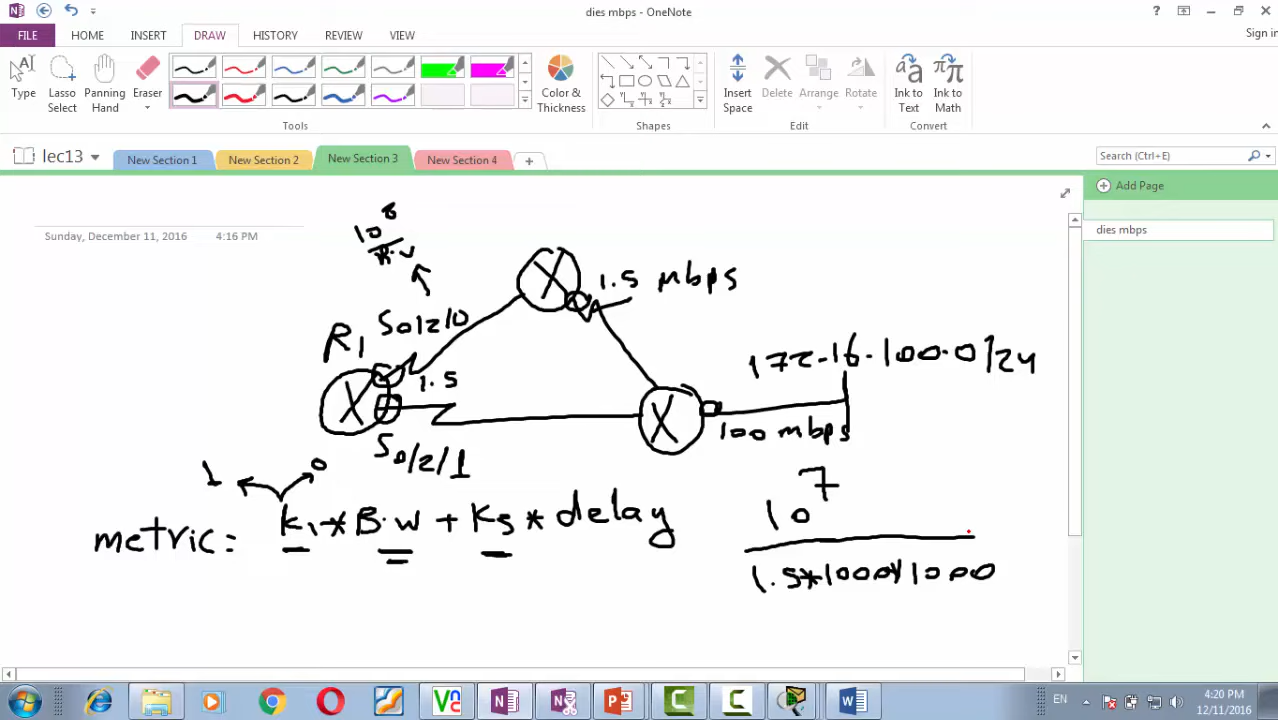 dies mbps - OneNote
Sign in
FILE HOME INSERT DRAW HISTORY REVIEW VIEW
Type
Lasso Select
Panning Hand
Eraser
Color & Thickness
Insert Space
Delete
Arrange
Rotate
Ink to Text
Ink to Math
Tools
Shapes
Edit
Convert
lec13
New Section 1
New Section 2
New Section 3
New Section 4
Search (Ctrl+E)
Add Page
dies mbps
Sunday, December 11, 2016 4:16 PM
10^8
B.w
1.5 mbps
S0/2/0
R1
1.5
172.16.100.0/24
100 mbps
S0/2/1
1 0
metric: K1*B.w + K5 * delay
10^7
1.5*1000*1000
EN
4:20 PM
12/11/2016